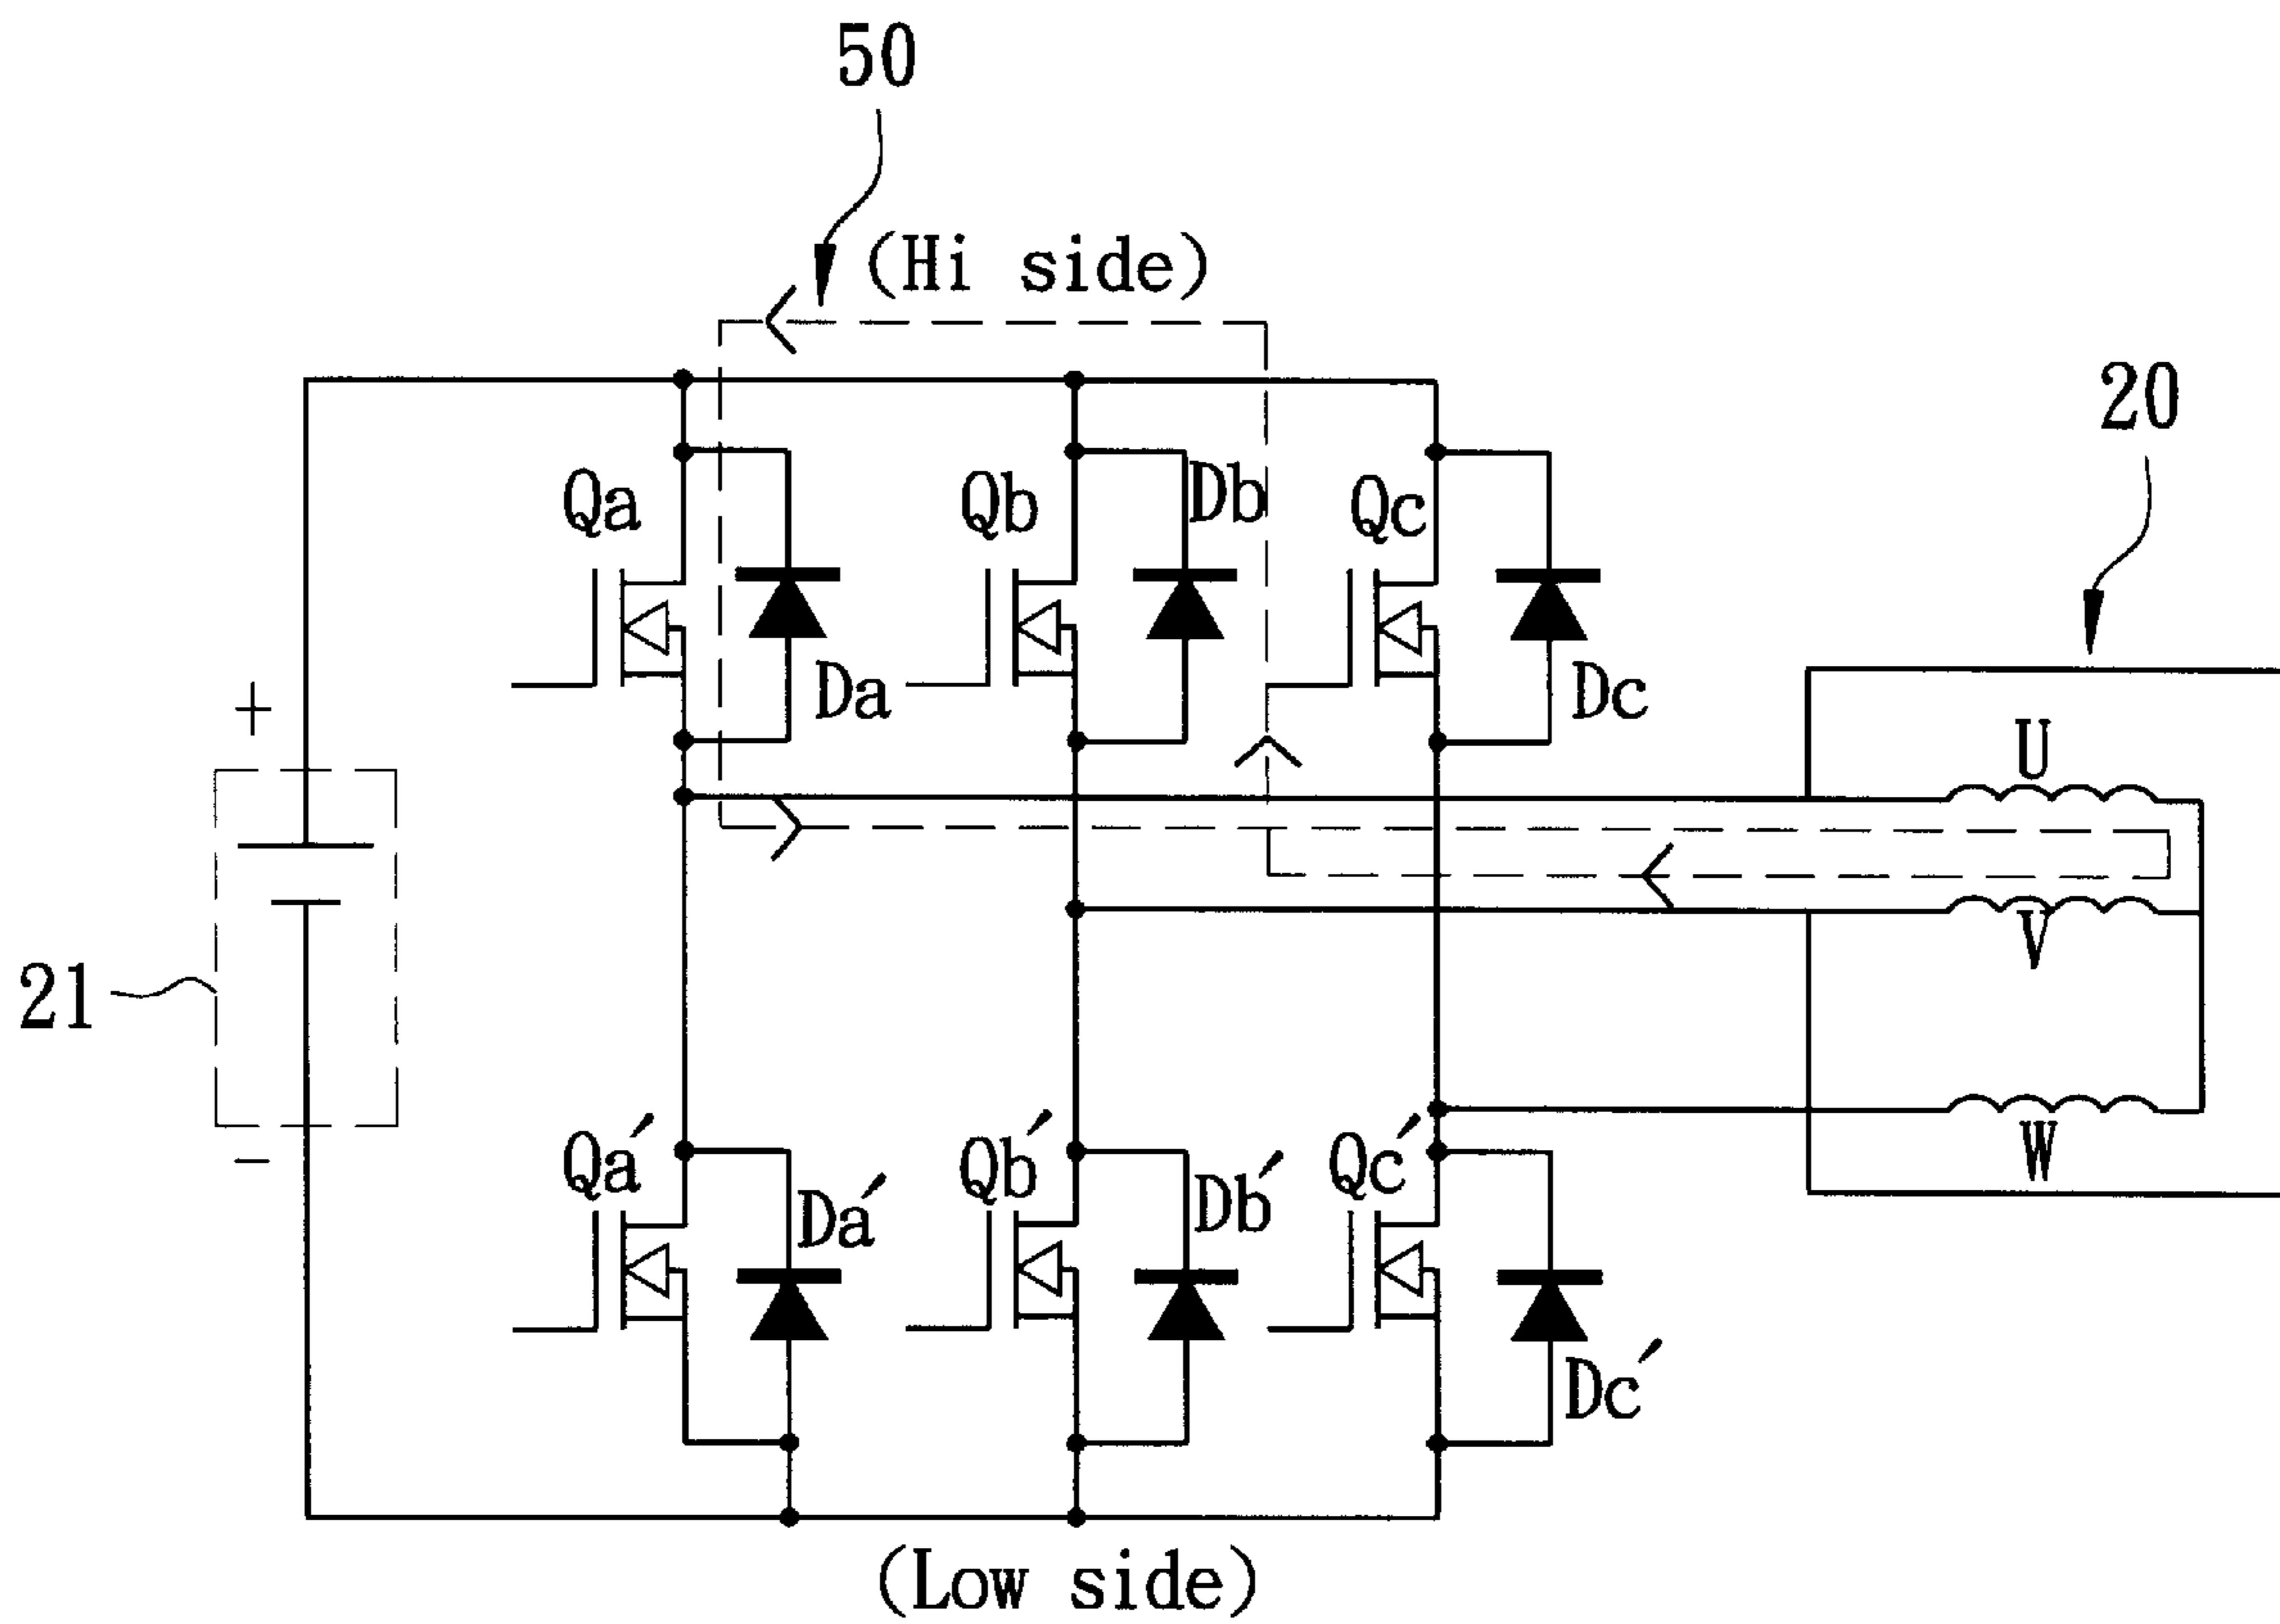 50
(Hi side)
20
Qa
Qb
Db
Qc
Da
Dc
+
U
V
21
-
W
Qa′
Da′
Qb′
Db′
Qc′
Dc′
(Low side)